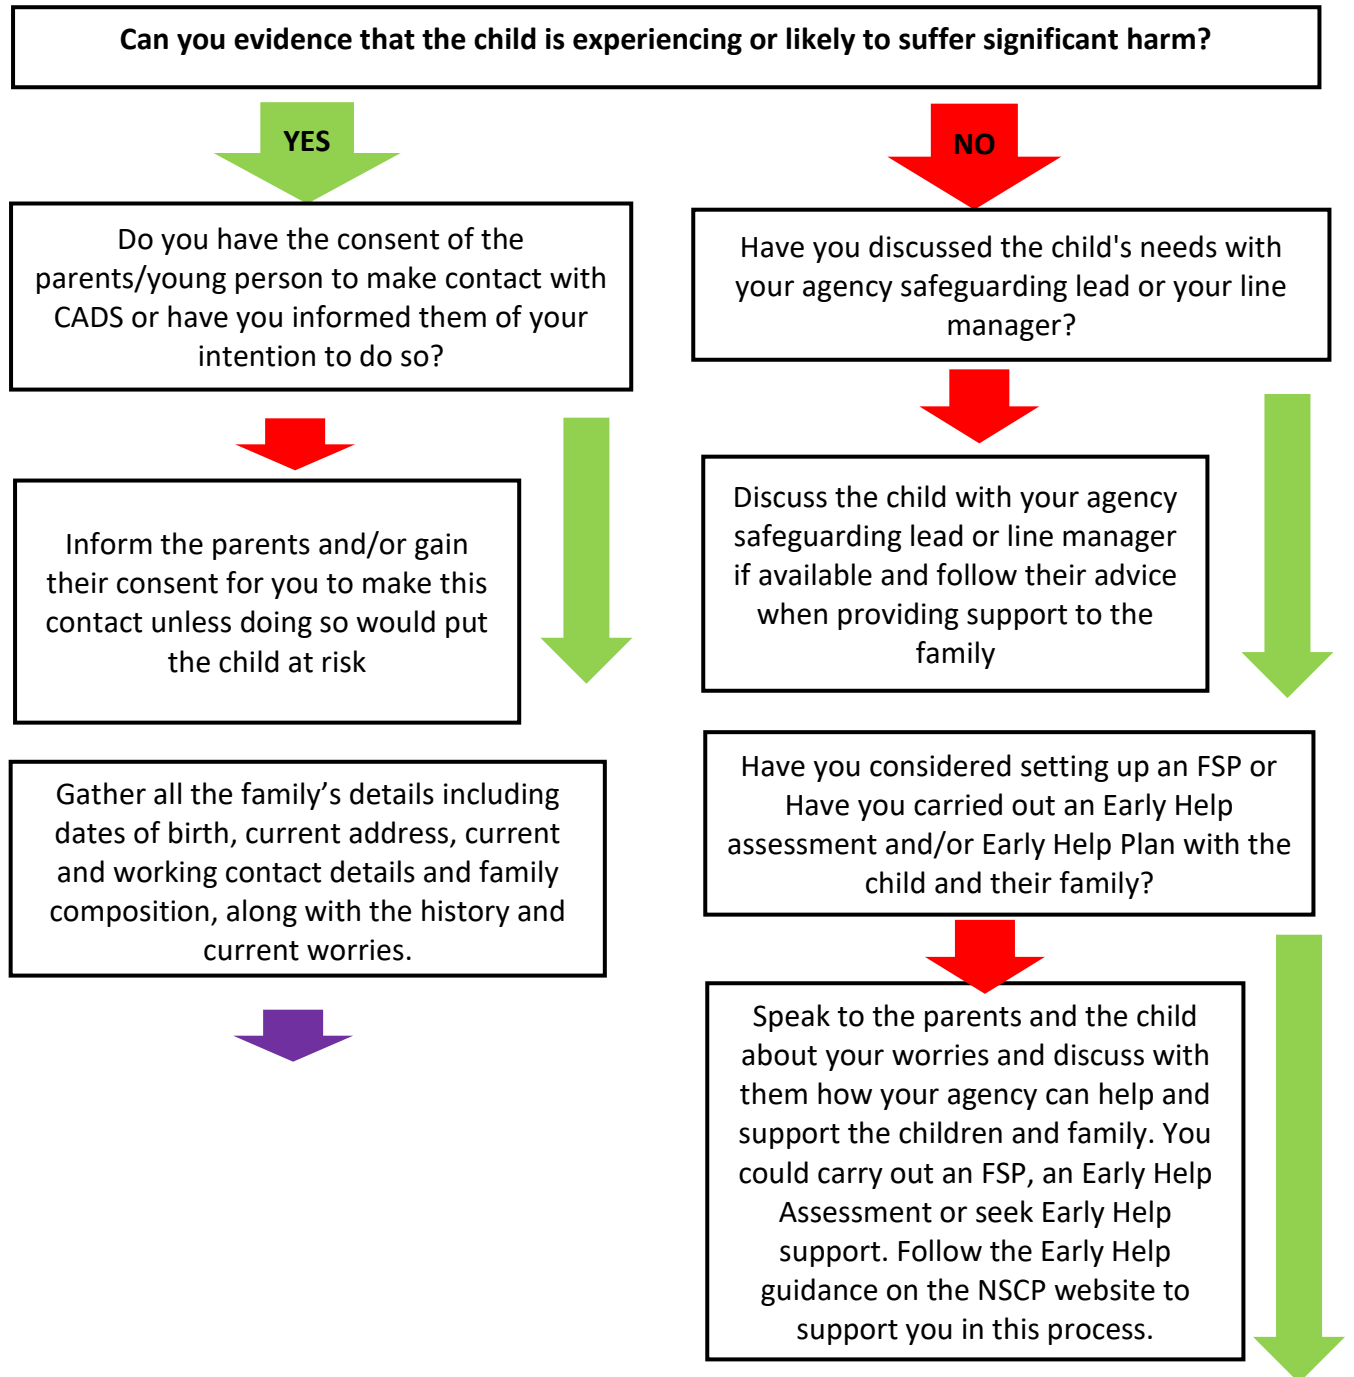 Can you evidence that the child is experiencing or likely to suffer significant harm?
YES
NO
Do you have the consent of the
parents/young person to make contact with
CADS or have you informed them of your
intention to do so?
Have you discussed the child's needs with
your agency safeguarding lead or your line
manager?
Inform the parents and/or gain
their consent for you to make this
contact unless doing so would put
the child at risk
Discuss the child with your agency
safeguarding lead or line manager
if available and follow their advice
when providing support to the
family
Gather all the family’s details including
dates of birth, current address, current
and working contact details and family
composition, along with the history and
current worries.
Have you considered setting up an FSP or
Have you carried out an Early Help
assessment and/or Early Help Plan with the
child and their family?
Speak to the parents and the child
about your worries and discuss with
them how your agency can help and
support the children and family. You
could carry out an FSP, an Early Help
Assessment or seek Early Help
support. Follow the Early Help
guidance on the NSCP website to
support you in this process.